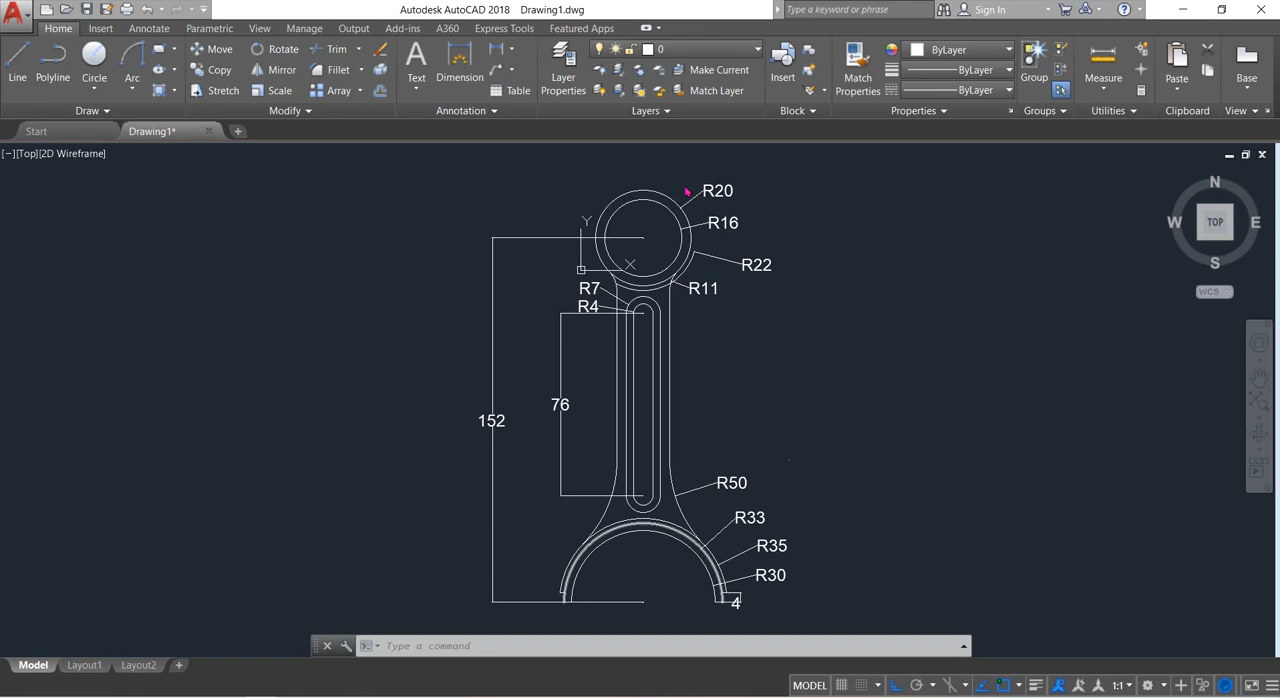 Autodesk AutoCAD 2018 Drawing1.dwg
Type a keyword or phrase
Sign In
Home Insert Annotate Parametric View Manage Output Add-ins A360 Express Tools Featured Apps
Line
Polyline
Circle
Arc
Move Rotate Trim
Copy Mirror Fillet
Stretch Scale Array
Text
Dimension
Table
Layer
Properties
0
Make Current
Match Layer
Insert
Match
Properties
ByLayer
ByLayer
ByLayer
Group
Measure
Paste
Base
Draw Modify Annotation Layers Block Properties Groups Utilities Clipboard View
Start Drawing1*
[−][Top][2D Wireframe]
N
W TOP E
S
WCS
R20
Y
R16
X
R22
R7
R11
R4
76
152
R50
R33
R35
R30
4
Type a command
Model Layout1 Layout2
MODEL 1:1